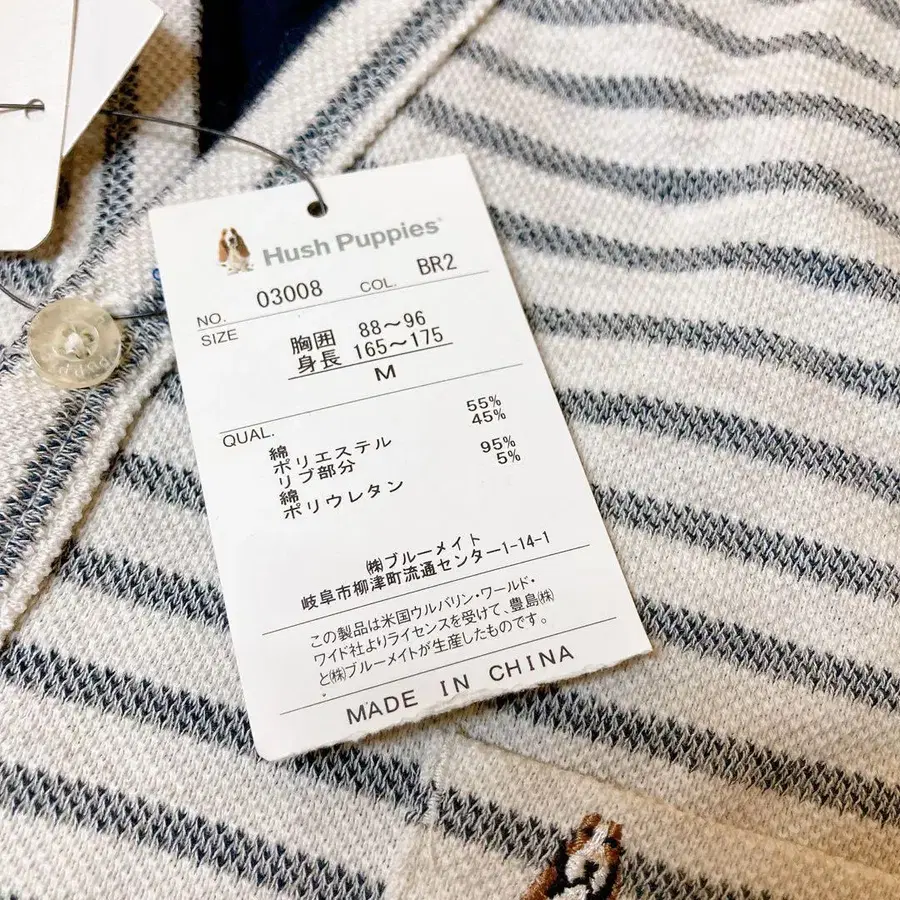 Hush Puppies
NO. 03008 COL. BR2
SIZE
胸囲 88～96
身長 165～175
M
QUAL.
綿 55%
ポリエステル 45%
リブ部分
綿 95%
ポリウレタン 5%
㈱ブルーメイト
岐阜市柳津町流通センター1-14-1
この製品は米国ウルバリン・ワールド・
ワイド社よりライセンスを受けて、豊島㈱
と㈱ブルーメイトが生産したものです。
MADE IN CHINA